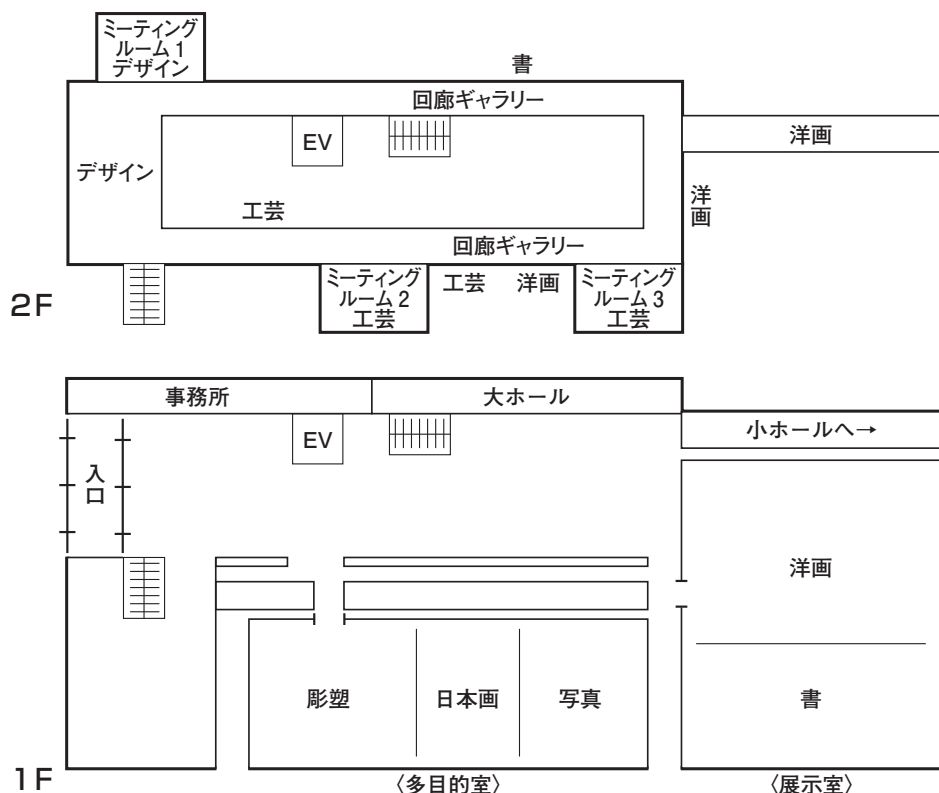 ミーティング
ルーム 1
デザイン
書
回廊ギャラリー
EV
洋画
デザイン
洋画
工芸
回廊ギャラリー
ミーティング
ルーム 2
工芸
工芸
洋画
ミーティング
ルーム 3
工芸
2F
事務所
大ホール
EV
小ホールへ→
入口
洋画
彫塑
日本画
写真
書
1F
〈多目的室〉
〈展示室〉